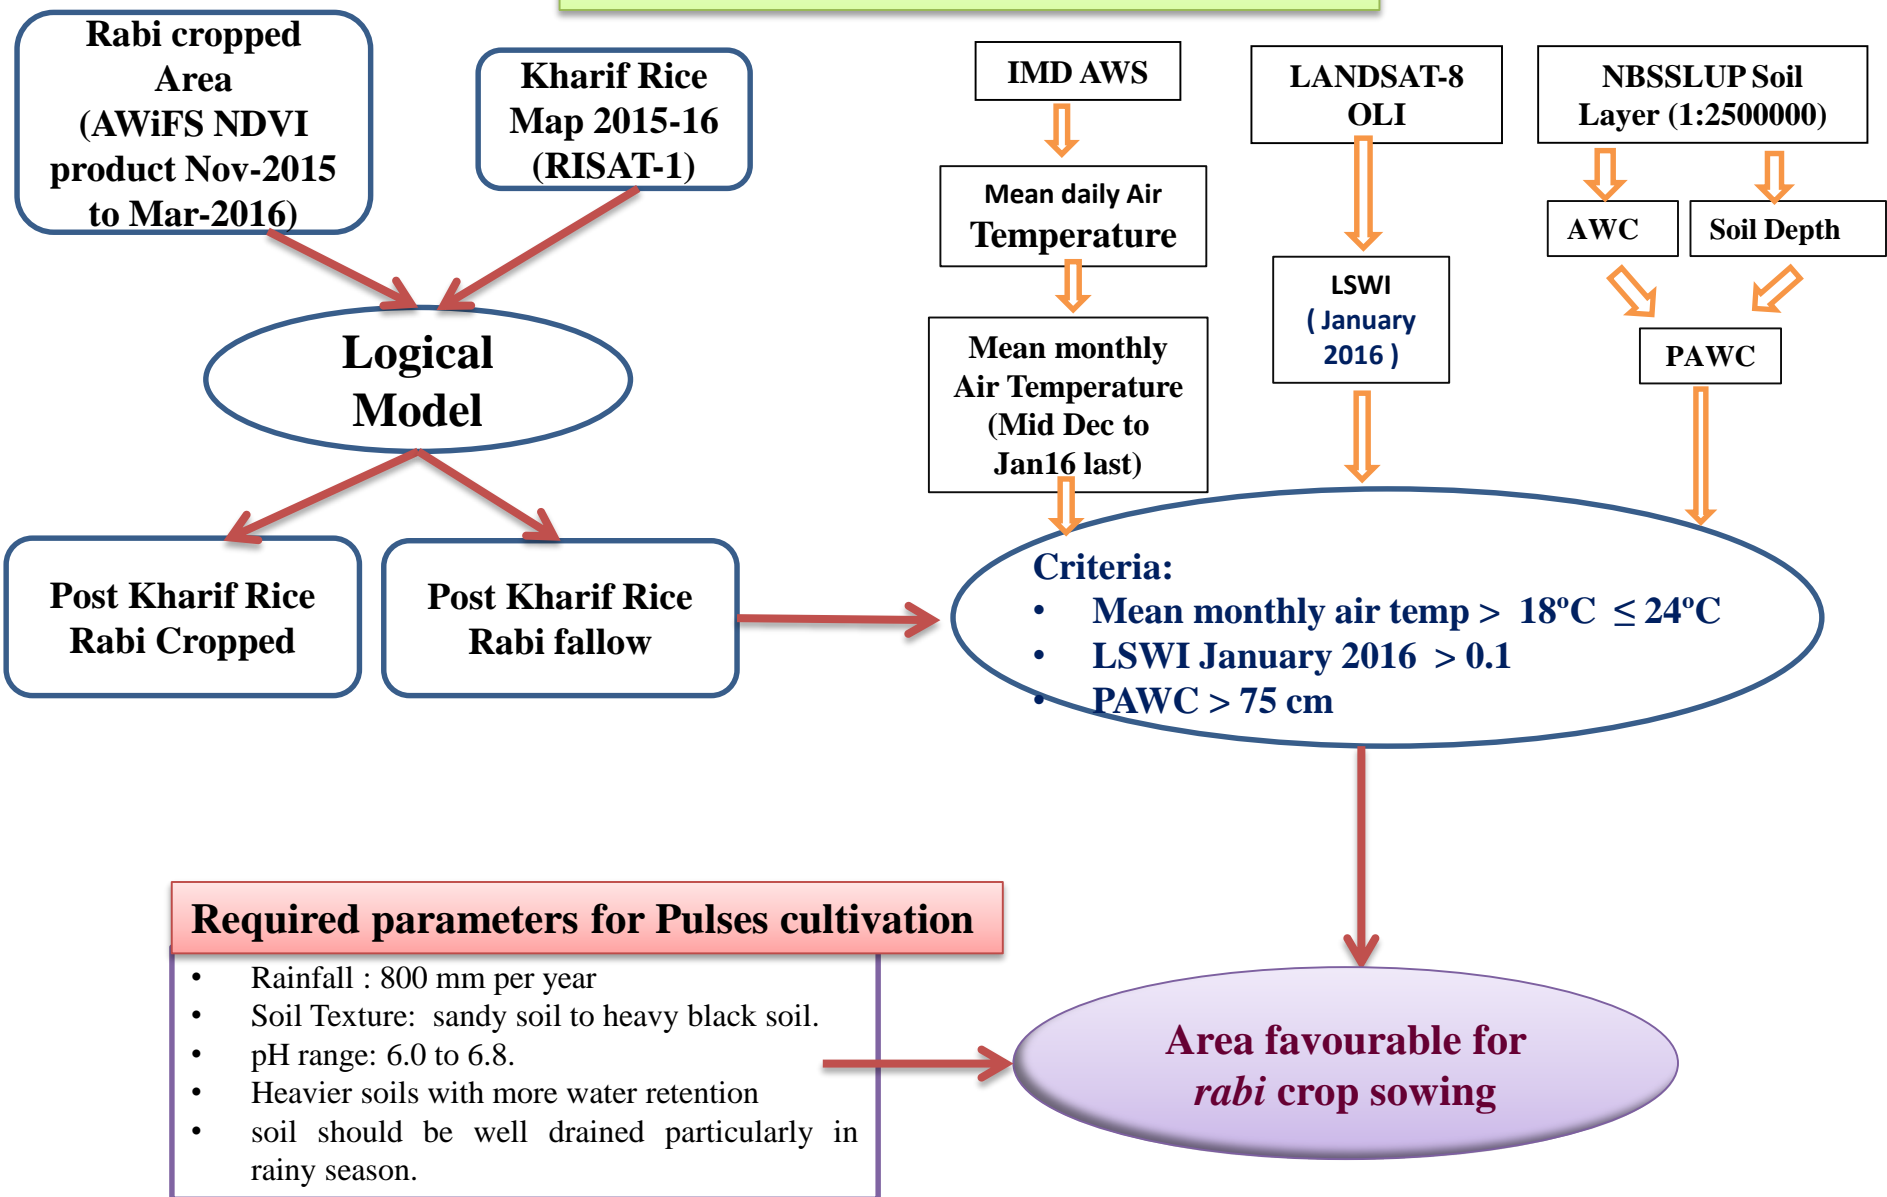 Rabi cropped
Area
(AWiFS NDVI
product Nov-2015
to Mar-2016)
Kharif Rice
Map 2015-16
(RISAT-1)
Logical
Model
Post Kharif Rice
Rabi Cropped
Post Kharif Rice
Rabi fallow
IMD AWS
Mean daily Air
Temperature
Mean monthly
Air Temperature
(Mid Dec to
Jan16 last)
LANDSAT-8
OLI
LSWI
( January
2016 )
NBSSLUP Soil
Layer (1:2500000)
AWC
Soil Depth
PAWC
Criteria:
• Mean monthly air temp > 18ºC ≤ 24ºC
• LSWI January 2016 > 0.1
• PAWC > 75 cm
Required parameters for Pulses cultivation
• Rainfall : 800 mm per year
• Soil Texture: sandy soil to heavy black soil.
• pH range: 6.0 to 6.8.
• Heavier soils with more water retention
• soil should be well drained particularly in
rainy season.
Area favourable for
rabi crop sowing